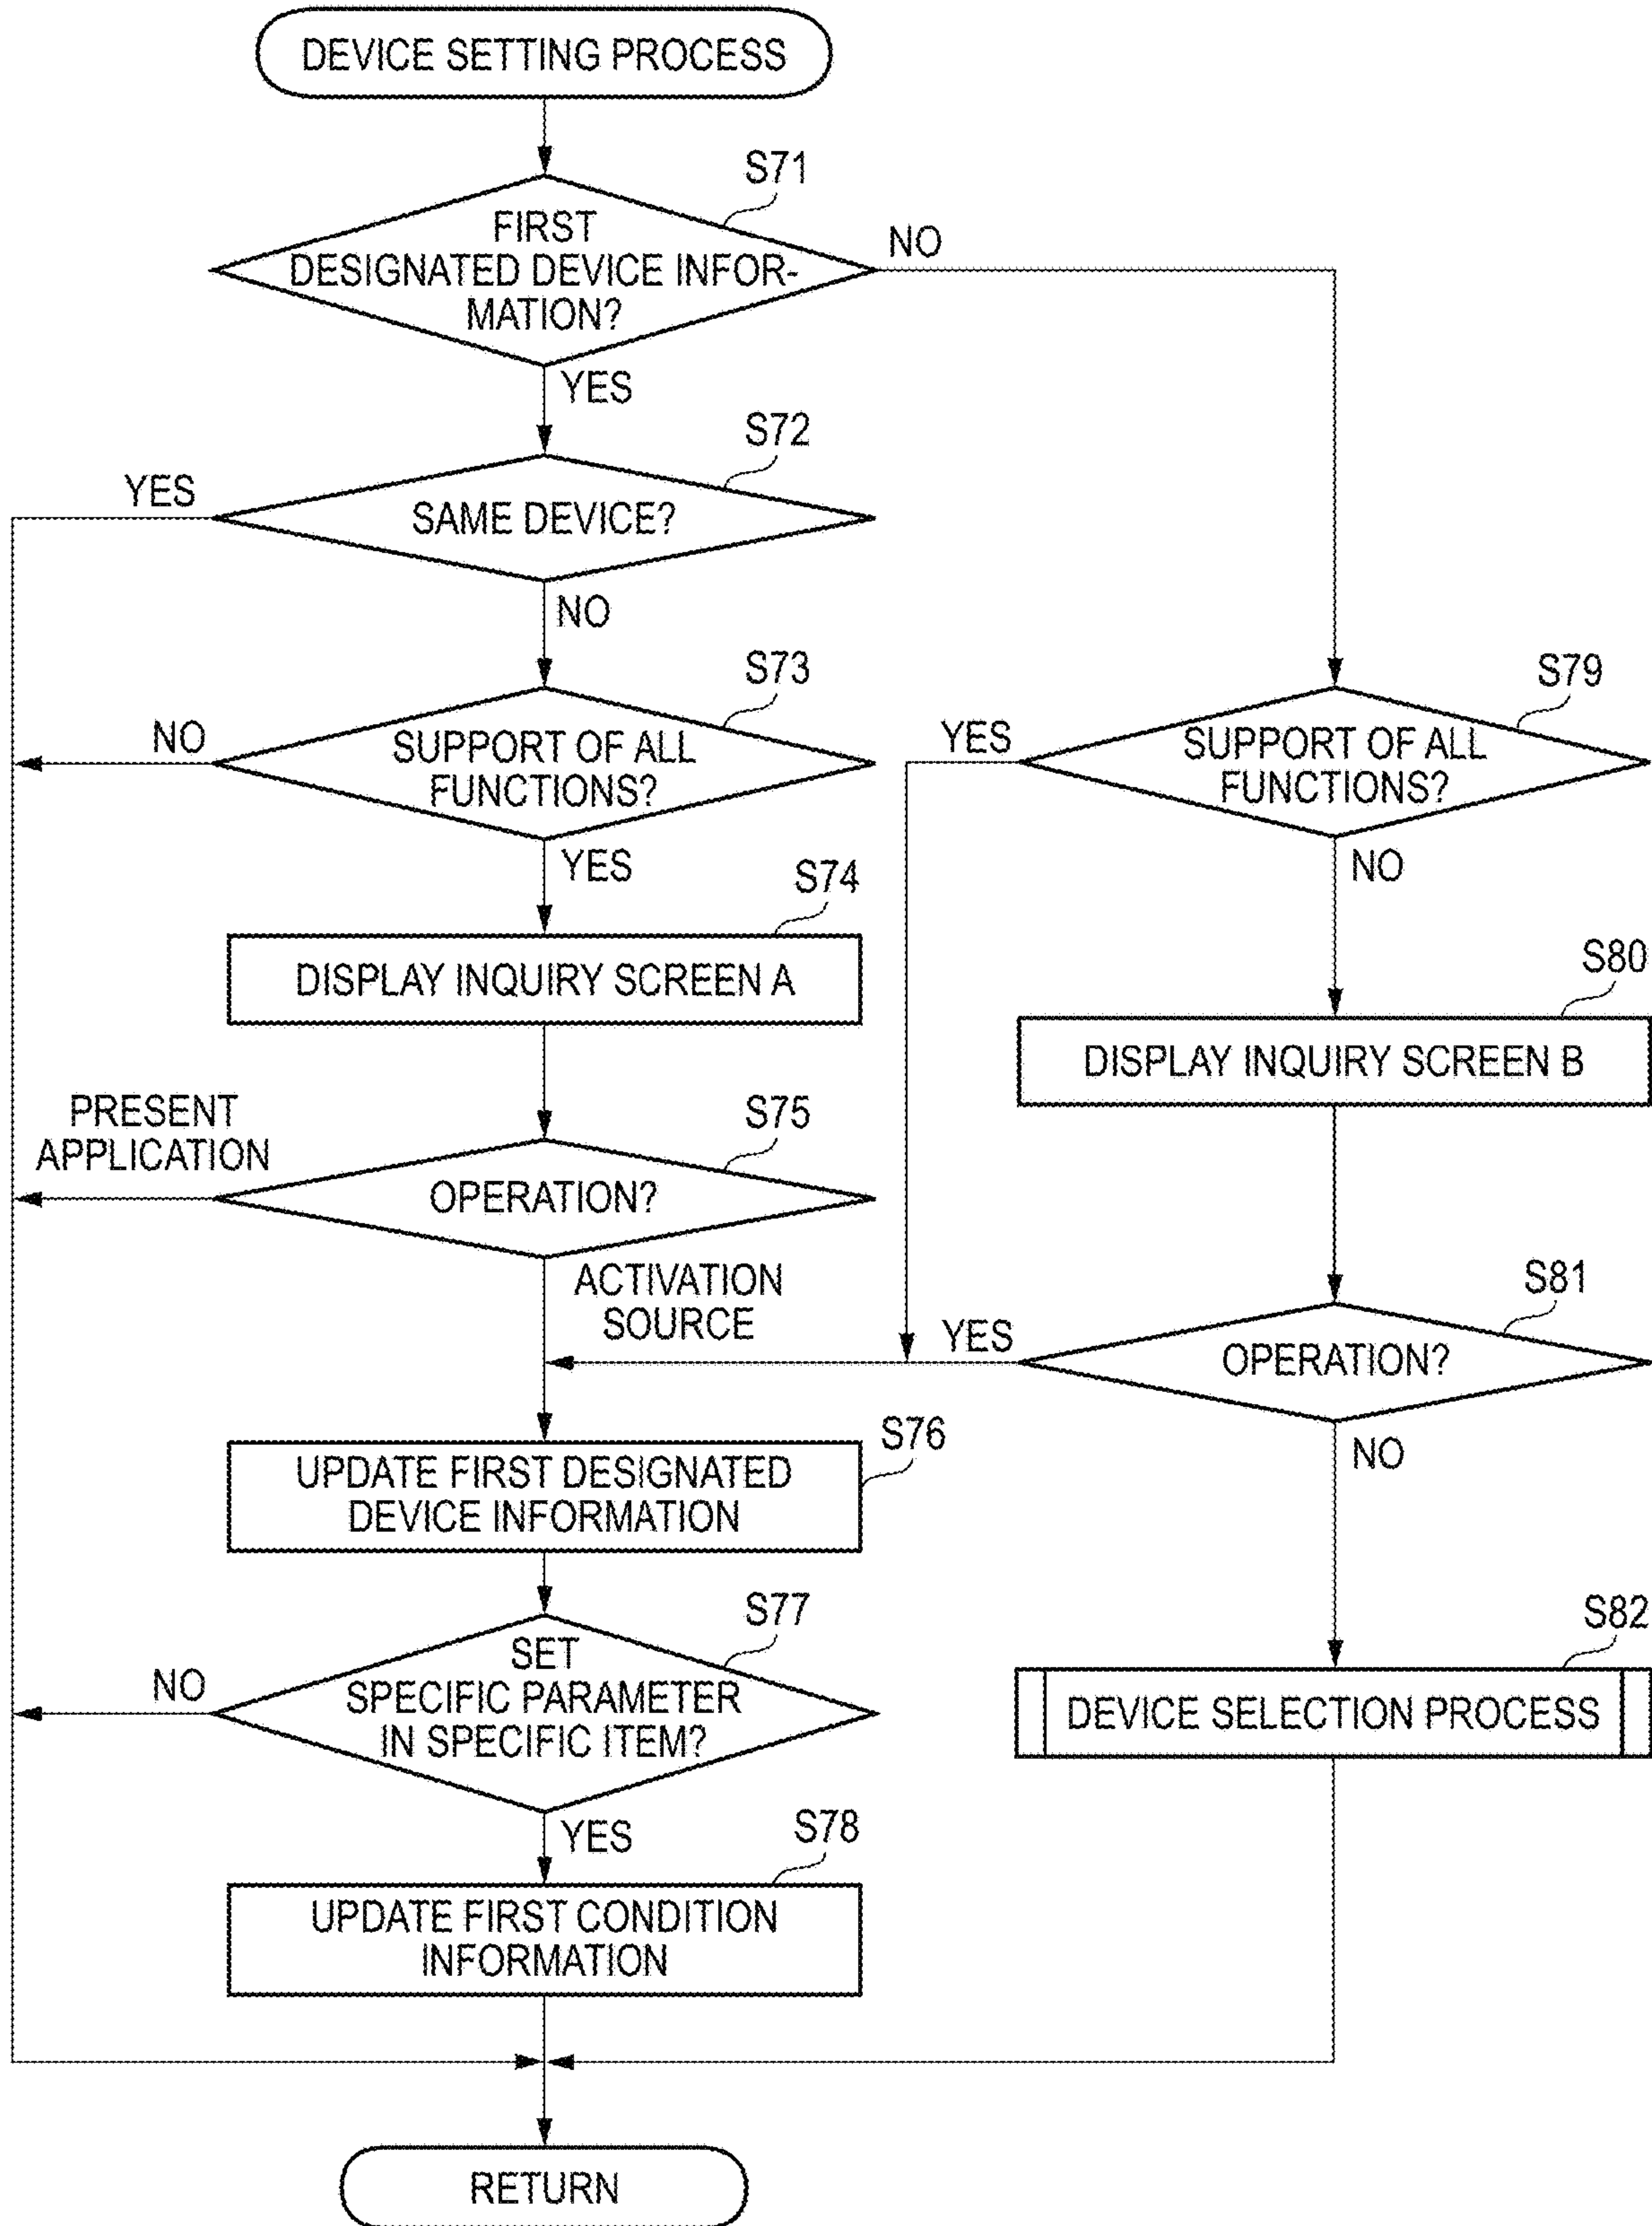 DEVICE SETTING PROCESS
S71
FIRST
DESIGNATED DEVICE INFOR-
MATION?
NO
YES
S72
YES
SAME DEVICE?
NO
S73
NO
SUPPORT OF ALL
FUNCTIONS?
YES
S79
YES
SUPPORT OF ALL
FUNCTIONS?
NO
S74
DISPLAY INQUIRY SCREEN A
S80
DISPLAY INQUIRY SCREEN B
PRESENT
APPLICATION
S75
OPERATION?
ACTIVATION
SOURCE
S81
YES
OPERATION?
NO
S76
UPDATE FIRST DESIGNATED
DEVICE INFORMATION
S77
NO
SET
SPECIFIC PARAMETER
IN SPECIFIC ITEM?
YES
S82
DEVICE SELECTION PROCESS
S78
UPDATE FIRST CONDITION
INFORMATION
RETURN